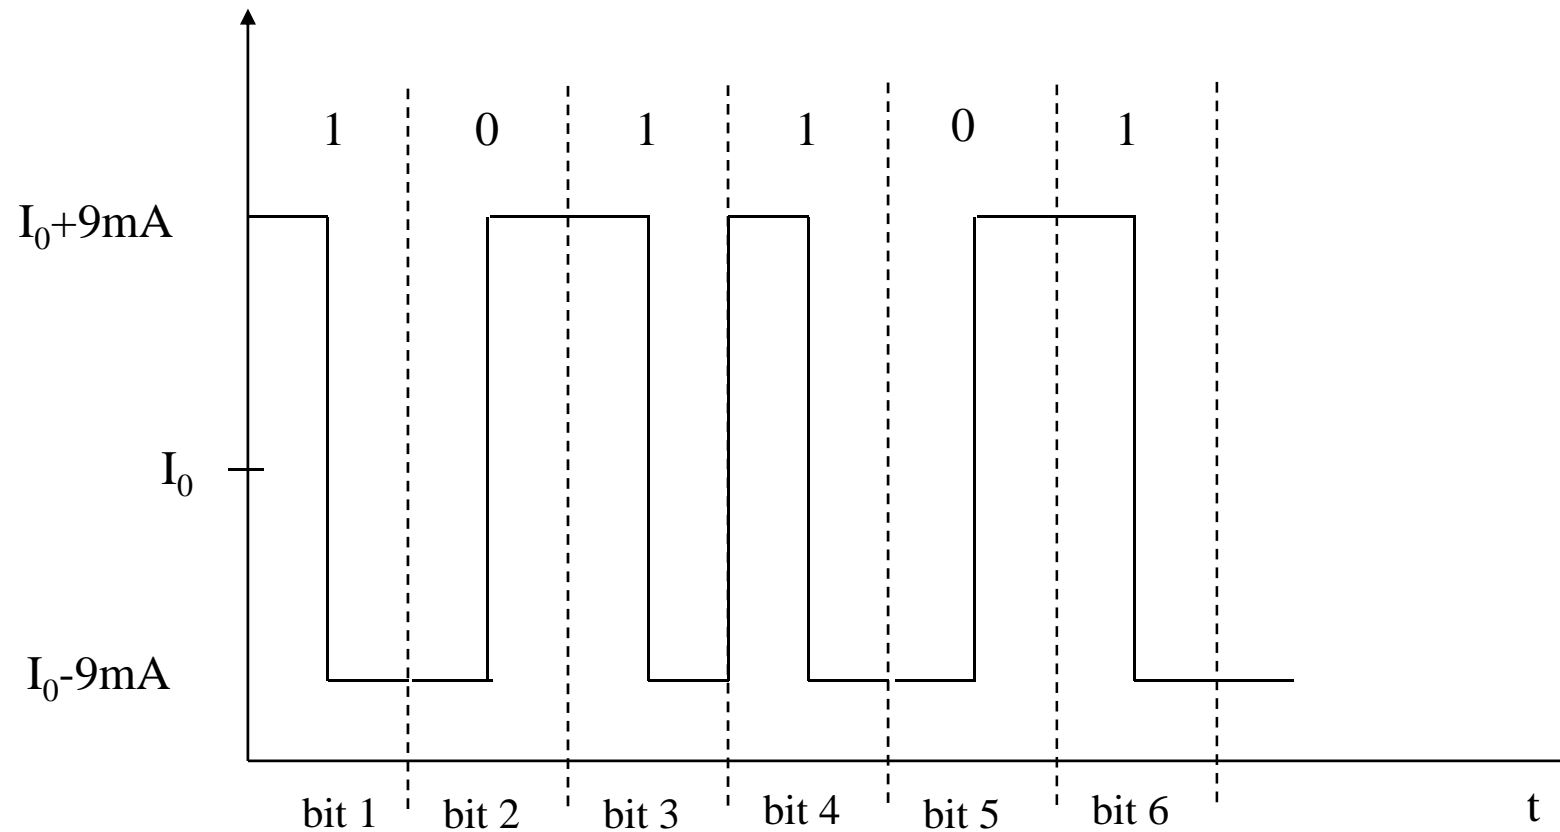 1 0 1 1 0 1
I₀+9mA
I₀
I₀-9mA
bit 1 bit 2 bit 3 bit 4 bit 5 bit 6 t